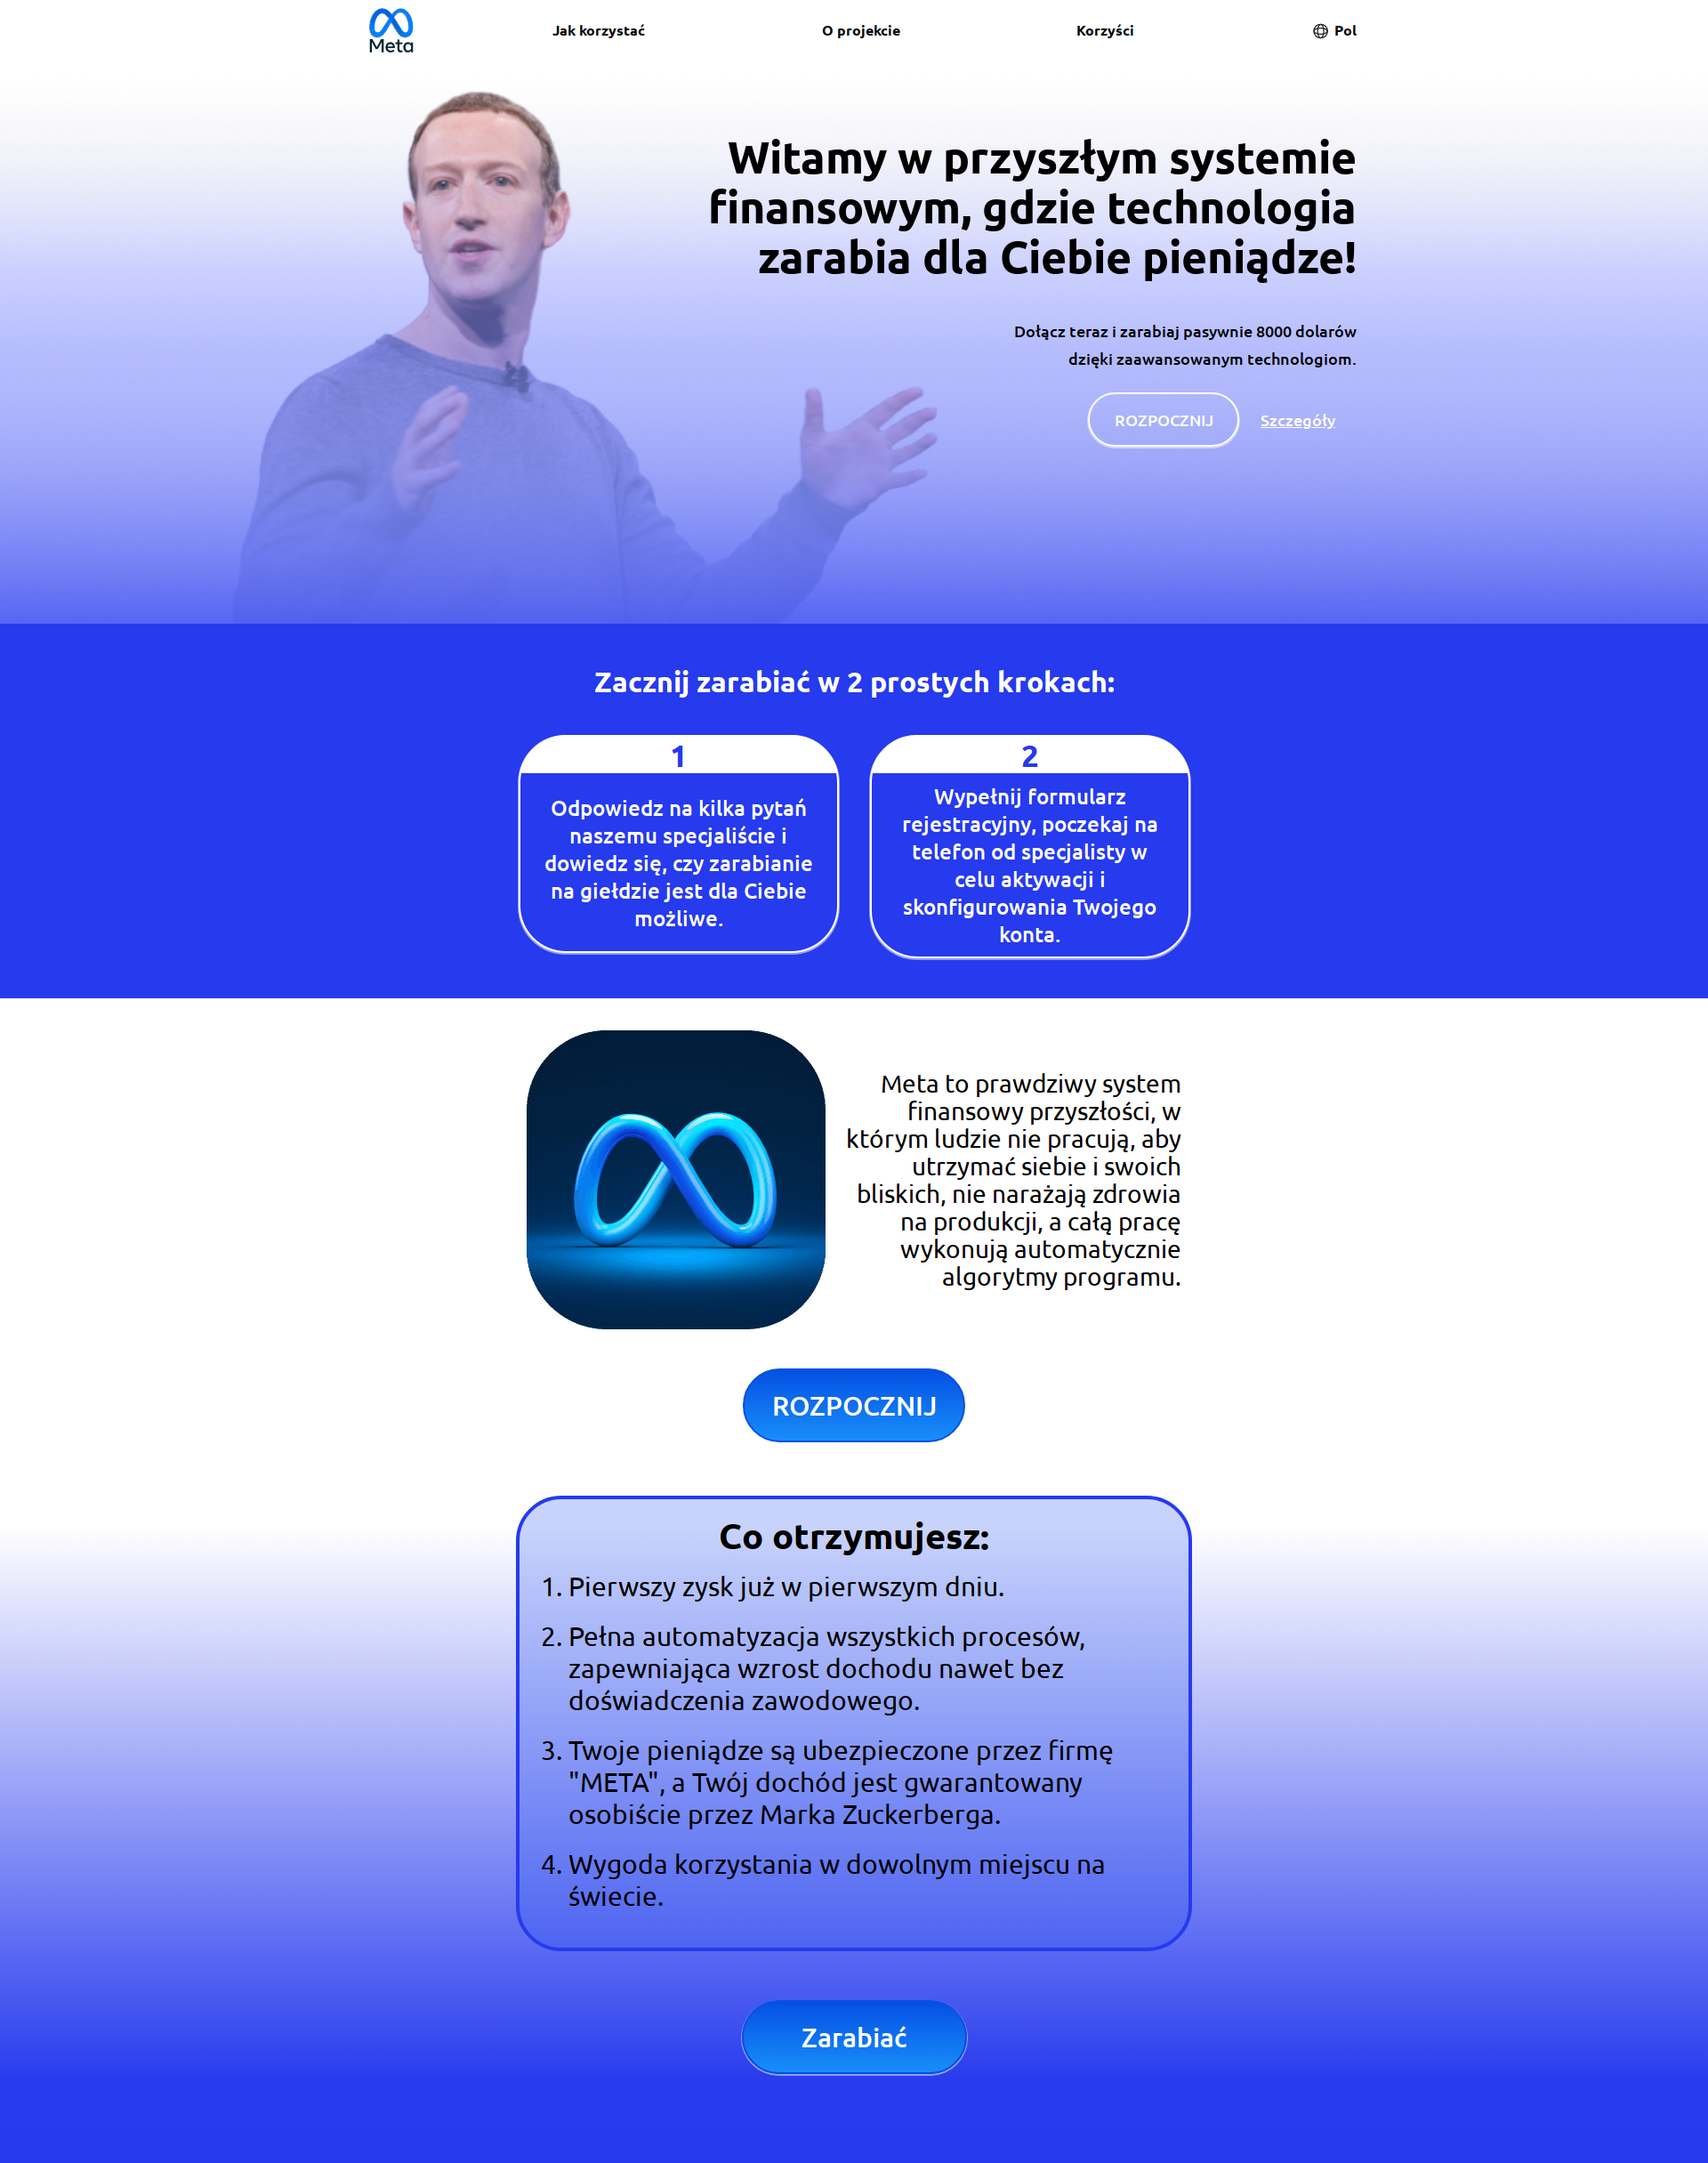 Meta
Jak korzystać
O projekcie
Korzyści
Pol
Witamy w przyszłym systemie
finansowym, gdzie technologia
zarabia dla Ciebie pieniądze!
Dołącz teraz i zarabiaj pasywnie 8000 dolarów
dzięki zaawansowanym technologiom.
ROZPOCZNIJ
Szczegóły
Zacznij zarabiać w 2 prostych krokach:
1
Odpowiedz na kilka pytań
naszemu specjaliście i
dowiedz się, czy zarabianie
na giełdzie jest dla Ciebie
możliwe.
2
Wypełnij formularz
rejestracyjny, poczekaj na
telefon od specjalisty w
celu aktywacji i
skonfigurowania Twojego
konta.
Meta to prawdziwy system
finansowy przyszłości, w
którym ludzie nie pracują, aby
utrzymać siebie i swoich
bliskich, nie narażają zdrowia
na produkcji, a całą pracę
wykonują automatycznie
algorytmy programu.
ROZPOCZNIJ
Co otrzymujesz:
1. Pierwszy zysk już w pierwszym dniu.
2. Pełna automatyzacja wszystkich procesów,
zapewniająca wzrost dochodu nawet bez
doświadczenia zawodowego.
3. Twoje pieniądze są ubezpieczone przez firmę
"META", a Twój dochód jest gwarantowany
osobiście przez Marka Zuckerberga.
4. Wygoda korzystania w dowolnym miejscu na
świecie.
Zarabiać